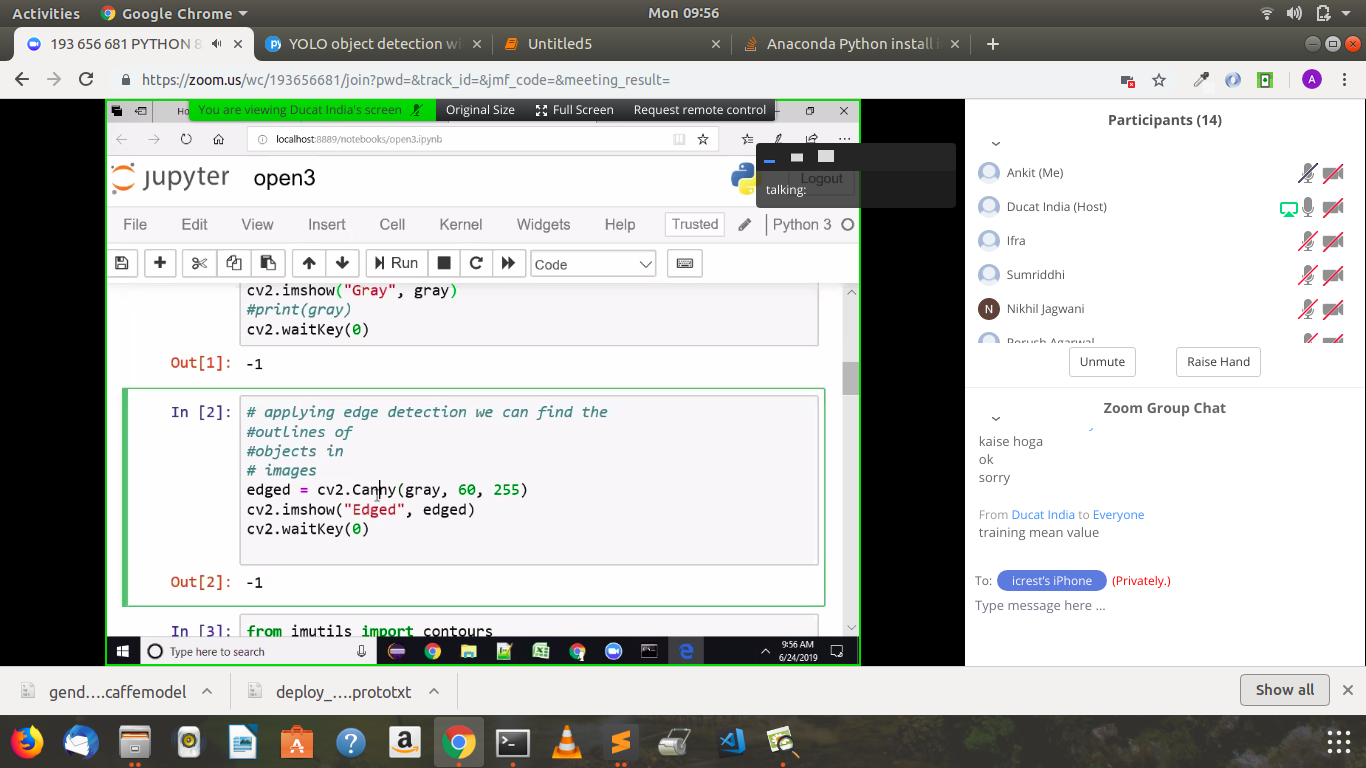 Activities Google Chrome Mon 09:56
193 656 681 PYTHON 8 YOLO object detection wi Untitled5 Anaconda Python install i
https://zoom.us/wc/193656681/join?pwd=&track_id=&jmf_code=&meeting_result=
A
Ho You are viewing Ducat India's screen Original Size Full Screen Request remote control
localhost:8889/notebooks/open3.ipynb
jupyter open3 Logout
talking:
File Edit View Insert Cell Kernel Widgets Help Trusted Python 3
Run Code
cv2.imshow("Gray", gray)
#print(gray)
cv2.waitKey(0)
Out[1]: -1
In [2]: # applying edge detection we can find the
#outlines of
#objects in
# images
edged = cv2.Canny(gray, 60, 255)
cv2.imshow("Edged", edged)
cv2.waitKey(0)
Out[2]: -1
In [3]: from imutils import contours
Type here to search 9:56 AM
6/24/2019
Participants (14)
Ankit (Me)
Ducat India (Host)
Ifra
Sumriddhi
N Nikhil Jagwani
Perush Agarwal
Unmute Raise Hand
Zoom Group Chat
kaise hoga
ok
sorry
From Ducat India to Everyone
training mean value
To: icrest's iPhone (Privately.)
Type message here ...
gend….caffemodel deploy_….prototxt Show all